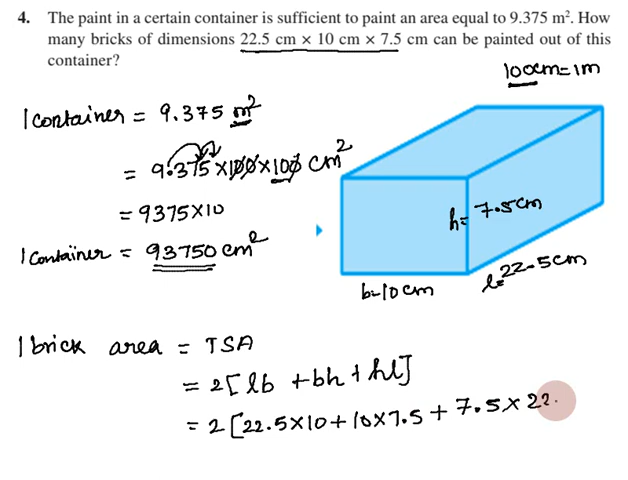 4. The paint in a certain container is sufficient to paint an area equal to 9.375 m². How
many bricks of dimensions 22.5 cm × 10 cm × 7.5 cm can be painted out of this
container?
100cm=1m
1 container = 9.375 m²
= 9.375×100×100 cm²
= 9375×10
h= 7.5cm
1 Container = 93750 cm²
l=22.5cm
b=10cm
1 brick area = TSA
= 2[lb +bh + hl]
= 2[22.5×10+10×7.5+7.5×22.